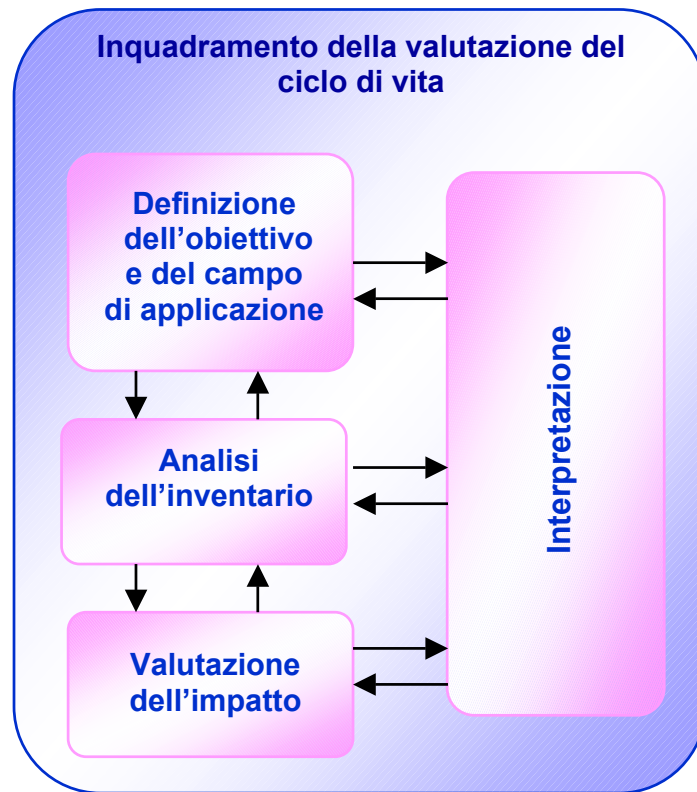 Inquadramento della valutazione del
ciclo di vita
Definizione
dell’obiettivo
e del campo
di applicazione
Analisi
dell’inventario
Valutazione
dell’impatto
Interpretazione